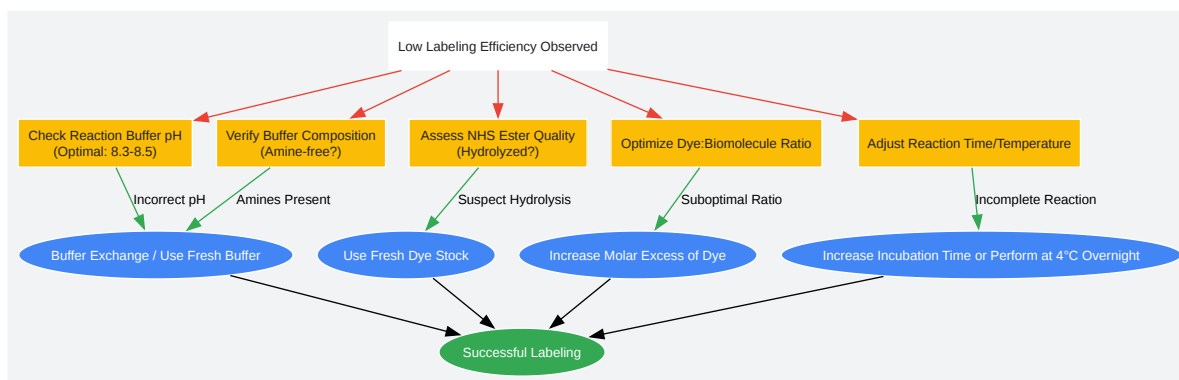 Low Labeling Efficiency Observed
Check Reaction Buffer pH
(Optimal: 8.3-8.5)
Verify Buffer Composition
(Amine-free?)
Assess NHS Ester Quality
(Hydrolyzed?)
Optimize Dye:Biomolecule Ratio
Adjust Reaction Time/Temperature
Incorrect pH
Amines Present
Suspect Hydrolysis
Suboptimal Ratio
Incomplete Reaction
Buffer Exchange / Use Fresh Buffer
Use Fresh Dye Stock
Increase Molar Excess of Dye
Increase Incubation Time or Perform at 4°C Overnight
Successful Labeling